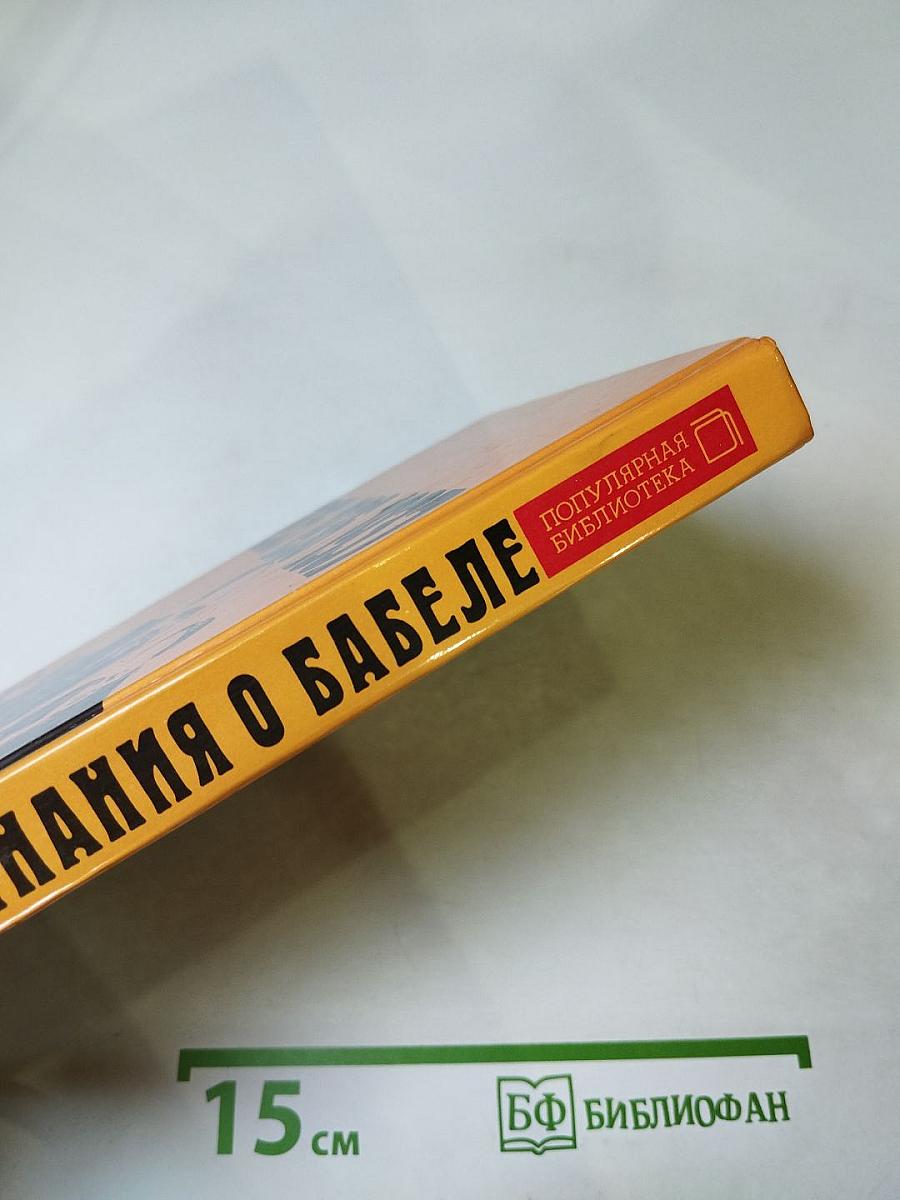 НАНИЯ О БАБЕЛЕ
ПОПУЛЯРНАЯ
БИБЛИОТЕКА
15 см
БФ БИБЛИОФАН